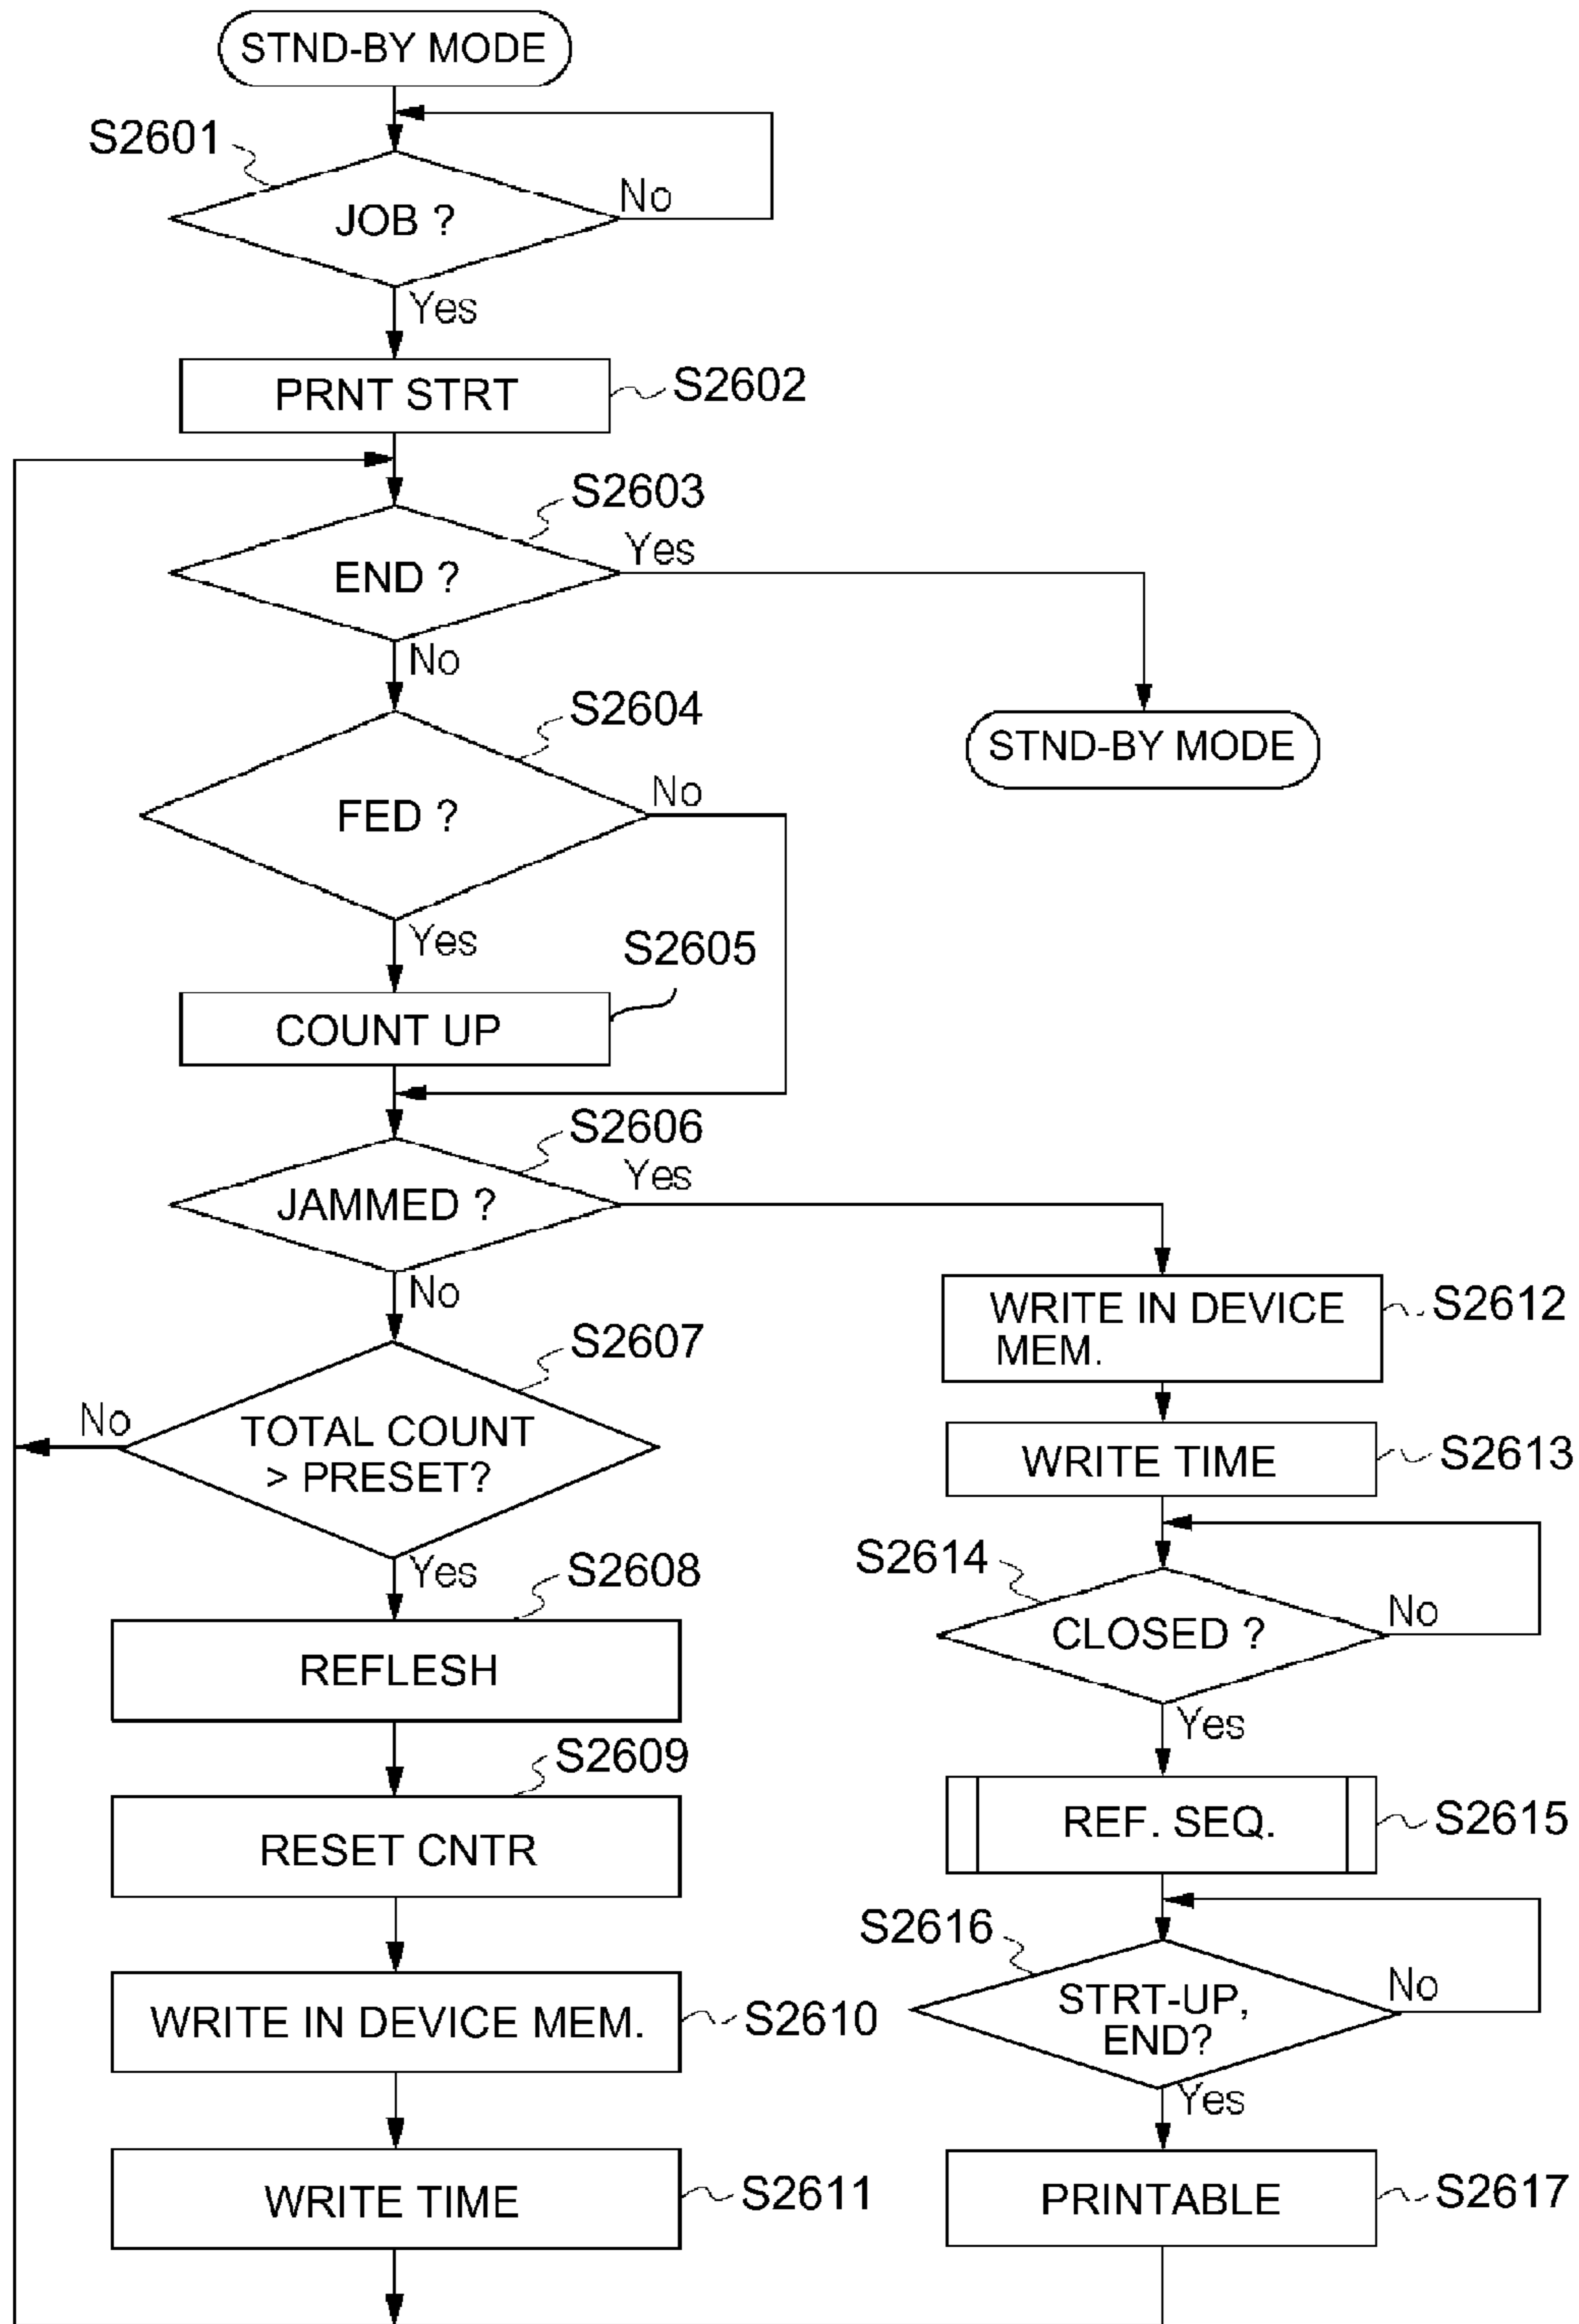 STND-BY MODE
S2601
JOB ?
No
Yes
PRNT STRT
S2602
S2603
END ?
Yes
No
STND-BY MODE
S2604
FED ?
No
Yes
S2605
COUNT UP
S2606
JAMMED ?
Yes
No
S2607
TOTAL COUNT
> PRESET?
No
Yes
S2608
REFLESH
S2609
RESET CNTR
WRITE IN DEVICE MEM.
S2610
WRITE TIME
S2611
WRITE IN DEVICE
MEM.
S2612
WRITE TIME
S2613
S2614
CLOSED ?
No
Yes
REF. SEQ.
S2615
S2616
STRT-UP,
END?
No
Yes
PRINTABLE
S2617